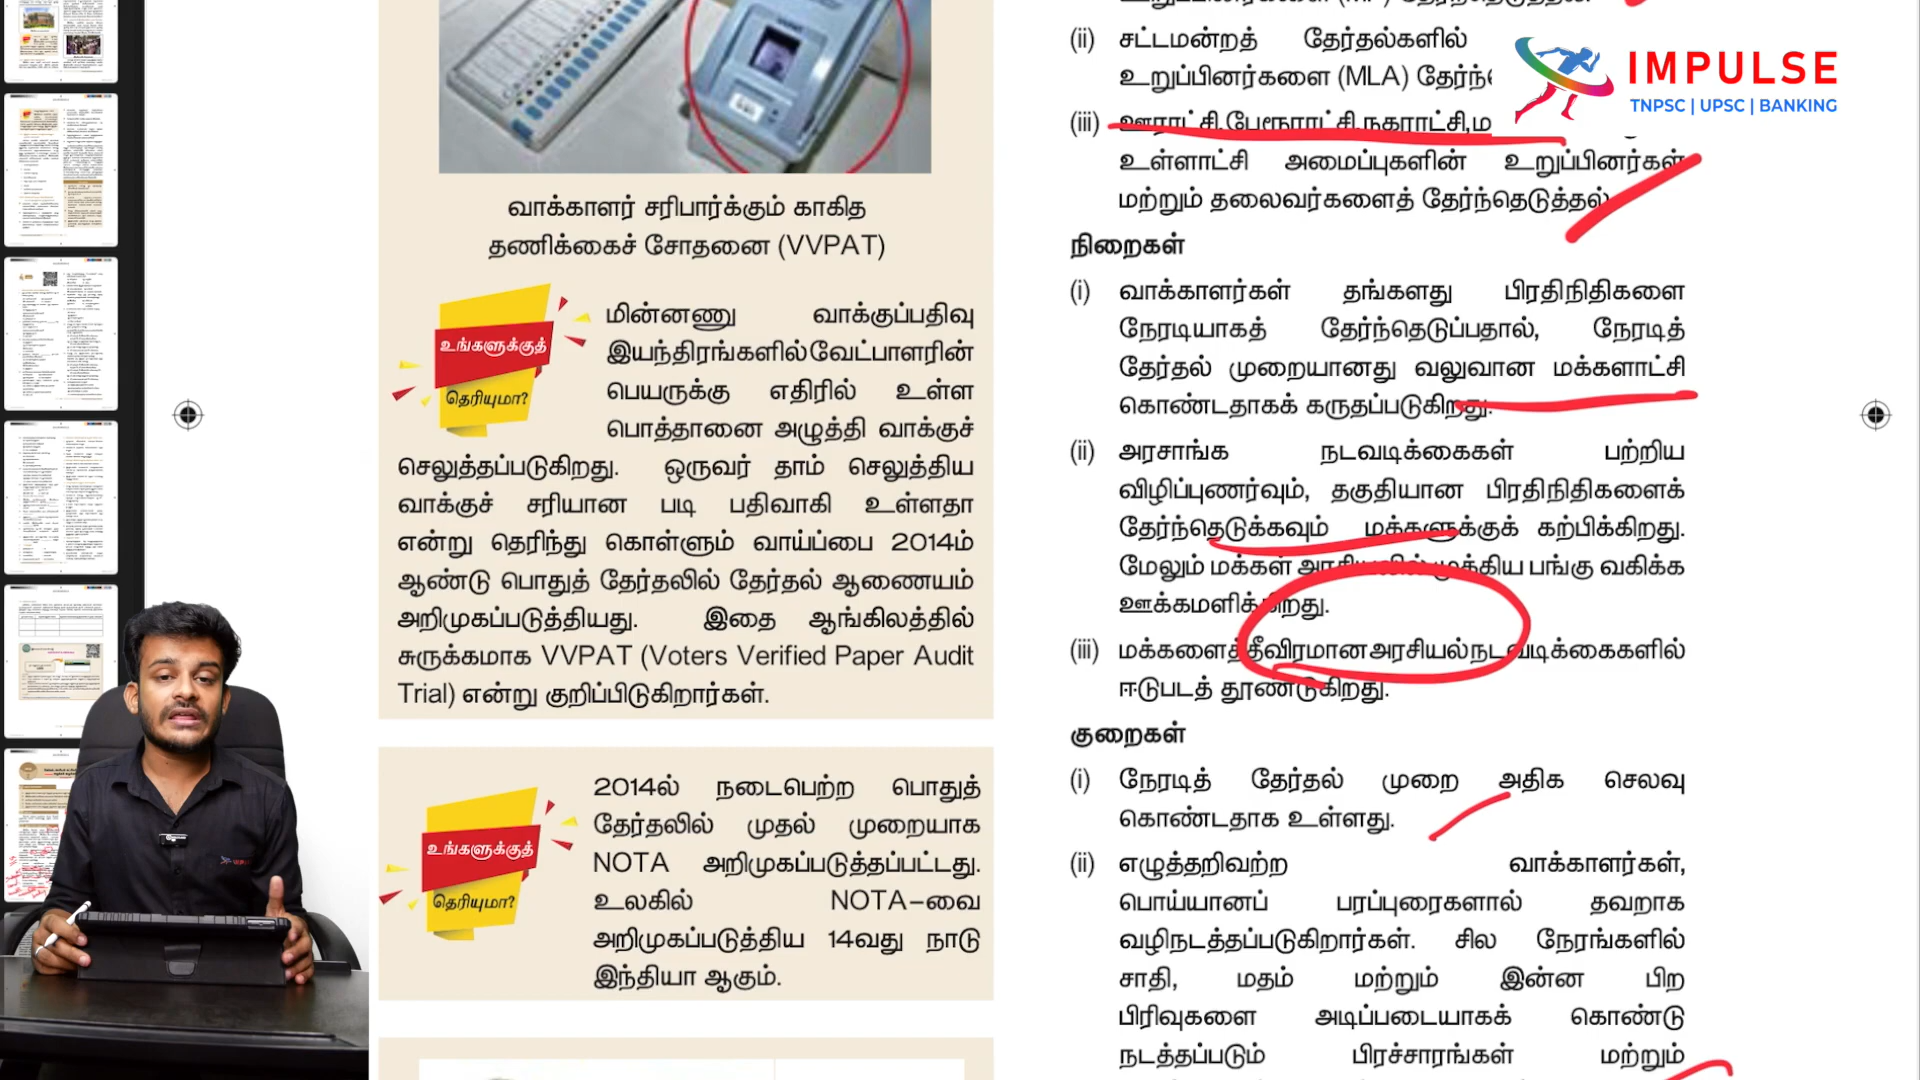 வாக்காளர் சரிபார்க்கும் காகித
தணிக்கைச் சோதனை (VVPAT)
உங்களுக்குத்
தெரியுமா?
மின்னணு வாக்குப்பதிவு
இயந்திரங்களில்வேட்பாளரின்
பெயருக்கு எதிரில் உள்ள
பொத்தானை அழுத்தி வாக்குச்
செலுத்தப்படுகிறது. ஒருவர் தாம் செலுத்திய
வாக்குச் சரியான படி பதிவாகி உள்ளதா
என்று தெரிந்து கொள்ளும் வாய்ப்பை 2014ம்
ஆண்டு பொதுத் தேர்தலில் தேர்தல் ஆணையம்
அறிமுகப்படுத்தியது. இதை ஆங்கிலத்தில்
சுருக்கமாக VVPAT (Voters Verified Paper Audit
Trial) என்று குறிப்பிடுகிறார்கள்.
உங்களுக்குத்
தெரியுமா?
2014ல் நடைபெற்ற பொதுத்
தேர்தலில் முதல் முறையாக
NOTA அறிமுகப்படுத்தப்பட்டது.
உலகில் NOTA-வை
அறிமுகப்படுத்திய 14வது நாடு
இந்தியா ஆகும்.
(ii) சட்டமன்றத் தேர்தல்களில்
உறுப்பினர்களை (MLA)
(iii) ஊராட்சி,பேரூராட்சி,நகராட்சி,
உள்ளாட்சி அமைப்புகளின் உறுப்பினர்கள்
மற்றும் தலைவர்களைத் தேர்ந்தெடுத்தல்
நிறைகள்
(i) வாக்காளர்கள் தங்களது பிரதிநிதிகளை
நேரடியாகத் தேர்ந்தெடுப்பதால், நேரடித்
தேர்தல் முறையானது வலுவான மக்களாட்சி
கொண்டதாகக் கருதப்படுகிறது.
(ii) அரசாங்க நடவடிக்கைகள் பற்றிய
விழிப்புணர்வும், தகுதியான பிரதிநிதிகளைக்
தேர்ந்தெடுக்கவும் மக்களுக்குக் கற்பிக்கிறது.
மேலும் மக்கள் அரசியலில் முக்கிய பங்கு வகிக்க
ஊக்கமளிக்கிறது.
(iii) மக்களைத்தீவிரமானஅரசியல்நடவடிக்கைகளில்
ஈடுபடத் தூண்டுகிறது.
குறைகள்
(i) நேரடித் தேர்தல் முறை அதிக செலவு
கொண்டதாக உள்ளது.
(ii) எழுத்தறிவற்ற வாக்காளர்கள்,
பொய்யானப் பரப்புரைகளால் தவறாக
வழிநடத்தப்படுகிறார்கள். சில நேரங்களில்
சாதி, மதம் மற்றும் இன்ன பிற
பிரிவுகளை அடிப்படையாகக் கொண்டு
நடத்தப்படும் பிரச்சாரங்கள் மற்றும்
IMPULSE
TNPSC | UPSC | BANKING